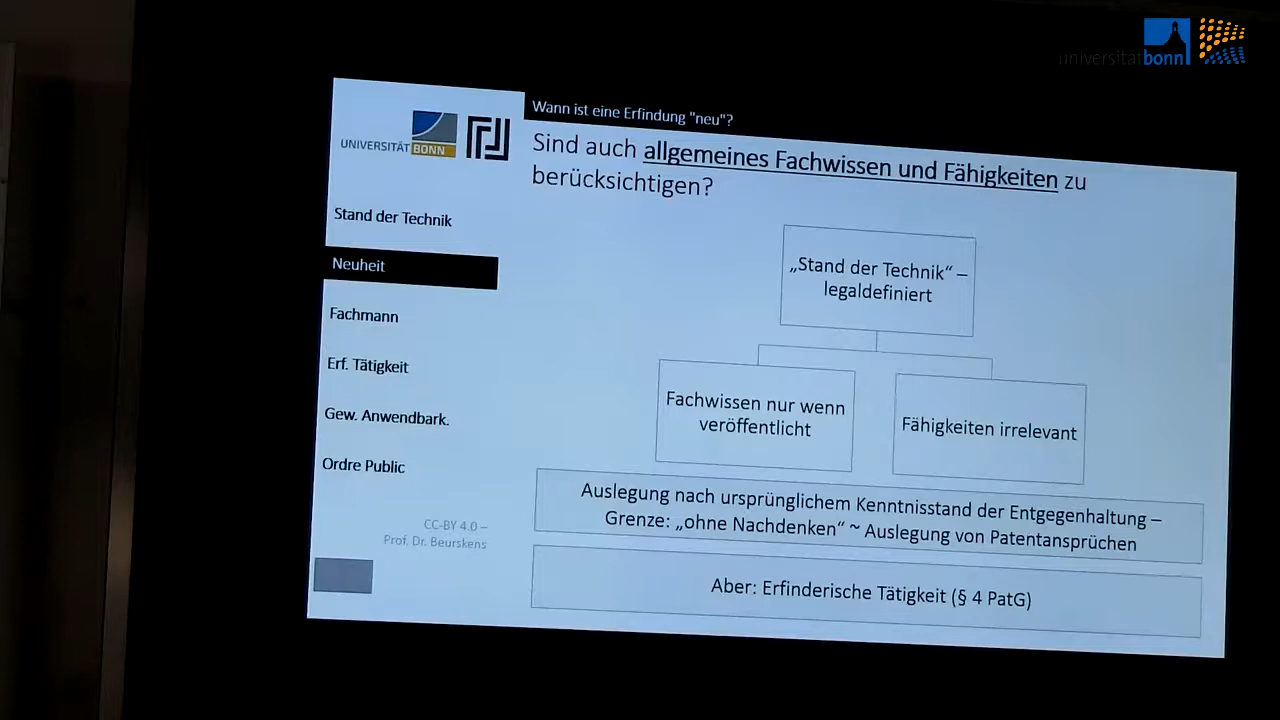 universitätbonn
Wann ist eine Erfindung "neu"?
UNIVERSITÄT BONN
Sind auch allgemeines Fachwissen und Fähigkeiten zu
berücksichtigen?
Stand der Technik
Neuheit
Fachmann
Erf. Tätigkeit
Gew. Anwendbark.
Ordre Public
CC-BY 4.0 –
Prof. Dr. Beurskens
„Stand der Technik“ –
legaldefiniert
Fachwissen nur wenn
veröffentlicht
Fähigkeiten irrelevant
Auslegung nach ursprünglichem Kenntnisstand der Entgegenhaltung –
Grenze: „ohne Nachdenken“ ~ Auslegung von Patentansprüchen
Aber: Erfinderische Tätigkeit (§ 4 PatG)